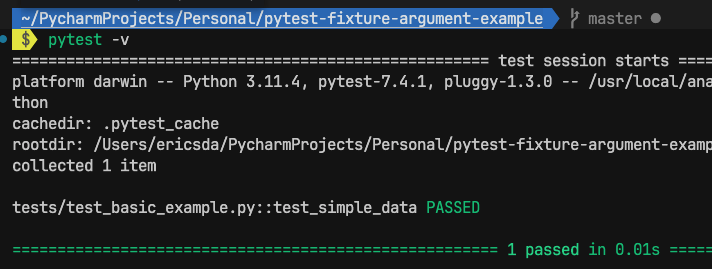 ~/PycharmProjects/Personal/pytest-fixture-argument-example master
$ pytest -v
===================================================== test session starts ====
platform darwin -- Python 3.11.4, pytest-7.4.1, pluggy-1.3.0 -- /usr/local/ana
thon
cachedir: .pytest_cache
rootdir: /Users/ericsda/PycharmProjects/Personal/pytest-fixture-argument-examp
collected 1 item
tests/test_basic_example.py::test_simple_data PASSED
====================================================== 1 passed in 0.01s =====